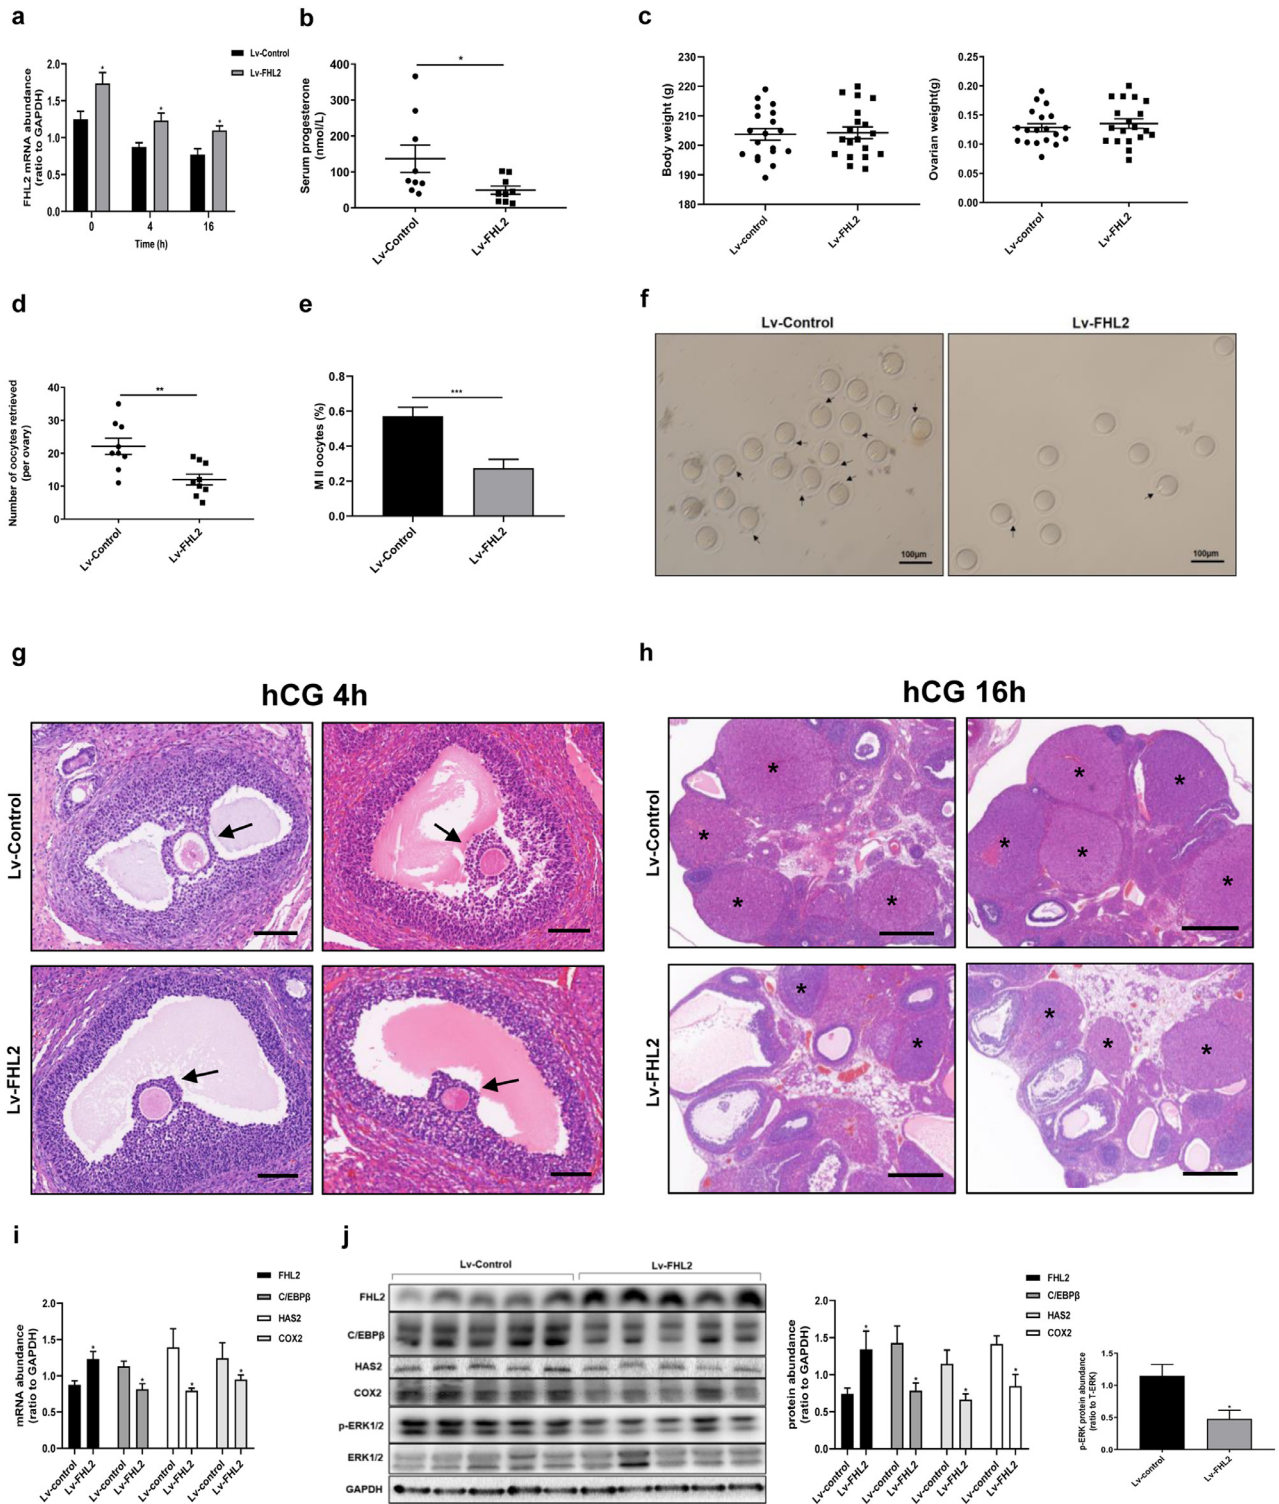 a
Lv-Control
Lv-FHL2
FHL2 mRNA abundance
(ratio to GAPDH)
2.0
1.5
1.0
0.5
0.0
*
*
*
0
4
16
Time (h)
b
Serum progesterone
(nmol/L)
400
300
200
100
0
*
Lv-Control
Lv-FHL2
c
Body weight (g)
230
220
210
200
190
180
Lv-control
Lv-FHL2
Ovarian weight(g)
0.25
0.20
0.15
0.10
0.05
0.00
Lv-control
Lv-FHL2
d
Number of oocytes retrieved
(per ovary)
40
30
20
10
0
**
Lv-Control
Lv-FHL2
e
M II oocytes (%)
0.8
0.6
0.4
0.2
0.0
***
Lv-Control
Lv-FHL2
f
Lv-Control
Lv-FHL2
100μm
100μm
g
hCG 4h
Lv-Control
Lv-FHL2
h
hCG 16h
Lv-Control
* * * *
* * * * *
Lv-FHL2
* *
* * *
i
FHL2
C/EBPβ
HAS2
COX2
mRNA abundance
(ratio to GAPDH)
2.0
1.5
1.0
0.5
0.0
* * * *
Lv-control
Lv-FHL2
Lv-control
Lv-FHL2
Lv-control
Lv-FHL2
Lv-control
Lv-FHL2
j
Lv-Control
Lv-FHL2
FHL2
C/EBPβ
HAS2
COX2
p-ERK1/2
ERK1/2
GAPDH
FHL2
C/EBPβ
HAS2
COX2
protein abundance
(ratio to GAPDH)
2.0
1.5
1.0
0.5
0.0
* * * *
Lv-control
Lv-FHL2
Lv-control
Lv-FHL2
Lv-control
Lv-FHL2
Lv-control
Lv-FHL2
p-ERK protein abundance
(ratio to T-ERK)
1.5
1.0
0.5
0.0
*
Lv-control
Lv-FHL2